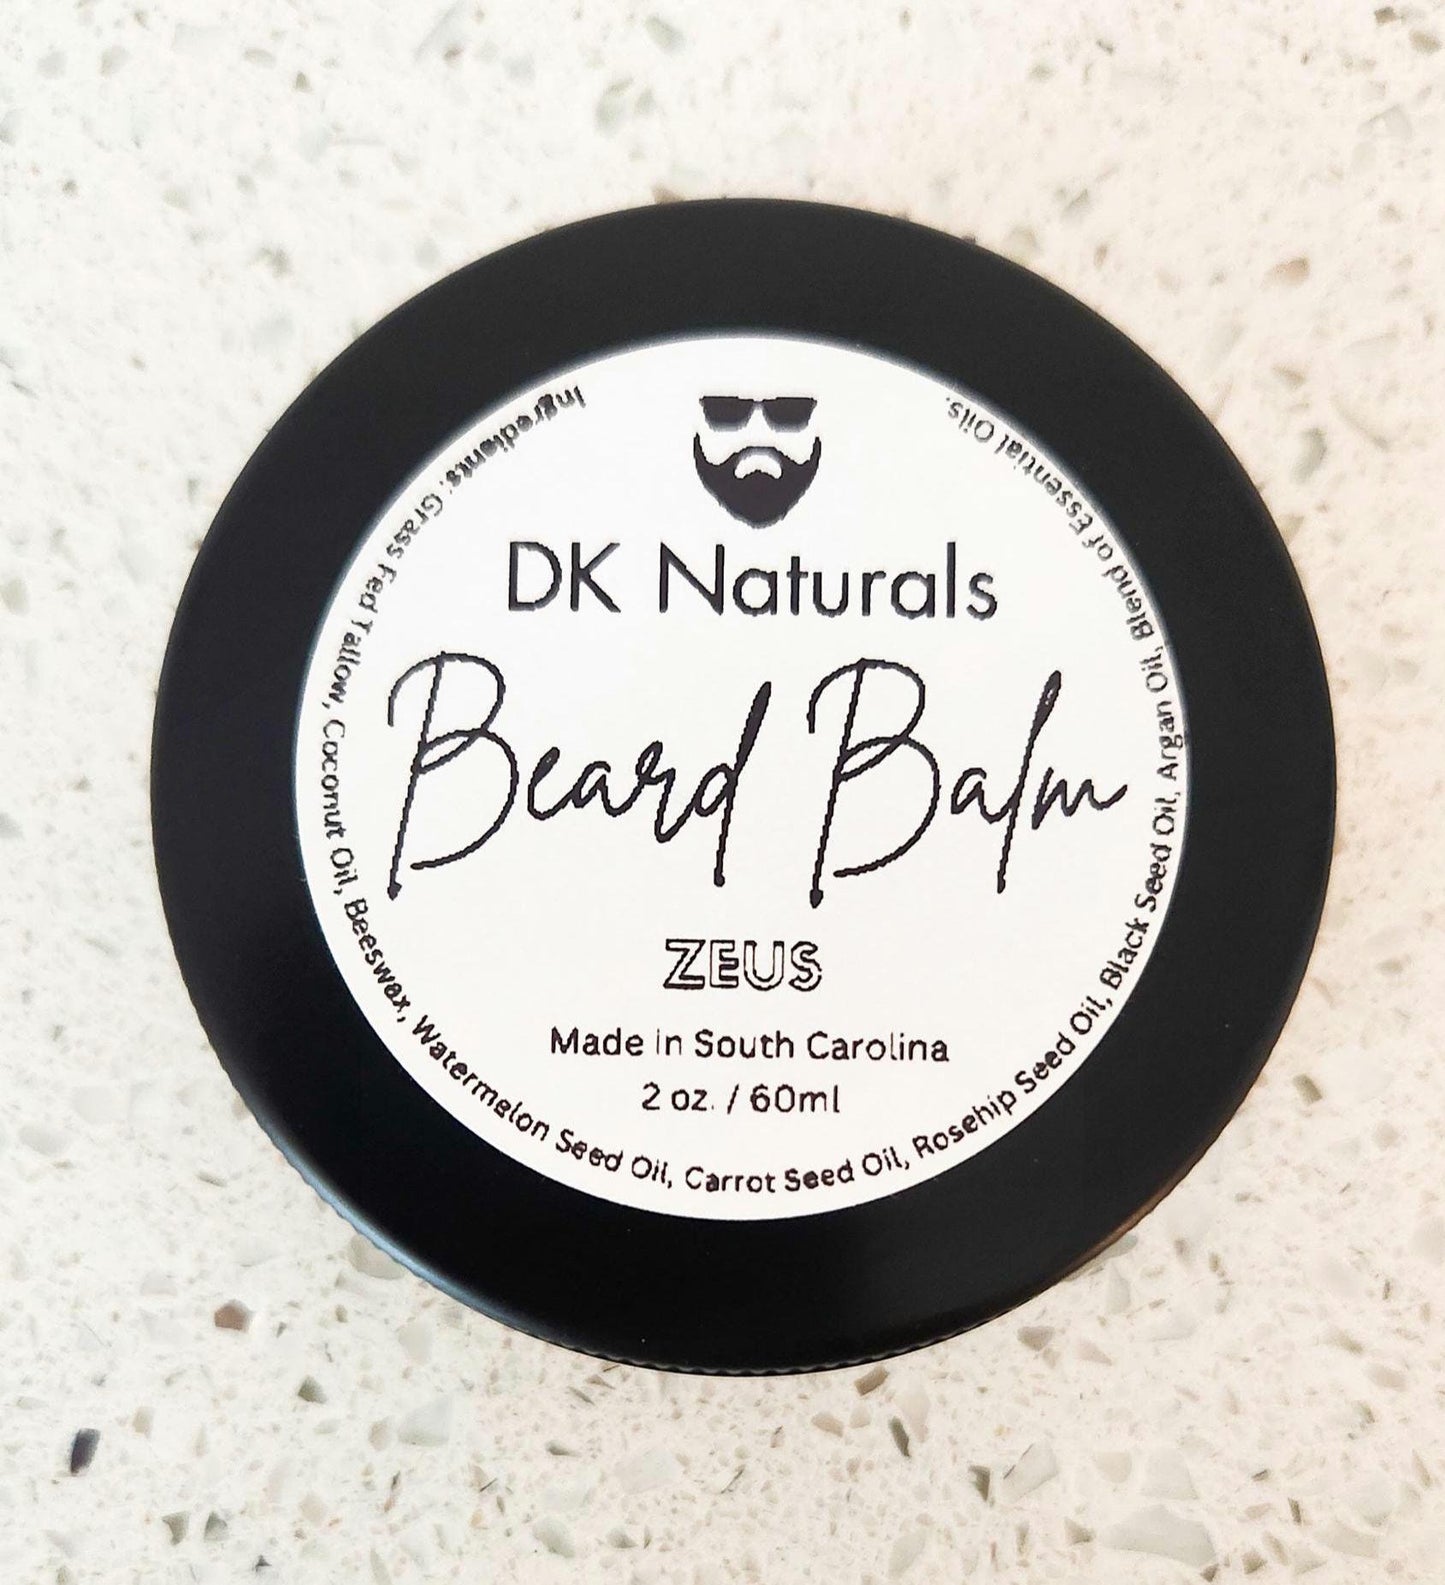 DK Naturals
Beard Balm
ZEUS
Made in South Carolina
2 oz. / 60ml
Ingredients: Grass Fed Tallow, Coconut Oil, Beeswax, Watermelon Seed Oil, Carrot Seed Oil, Rosehip Seed Oil, Black Seed Oil, Argan Oil, Blend of Essential Oils.